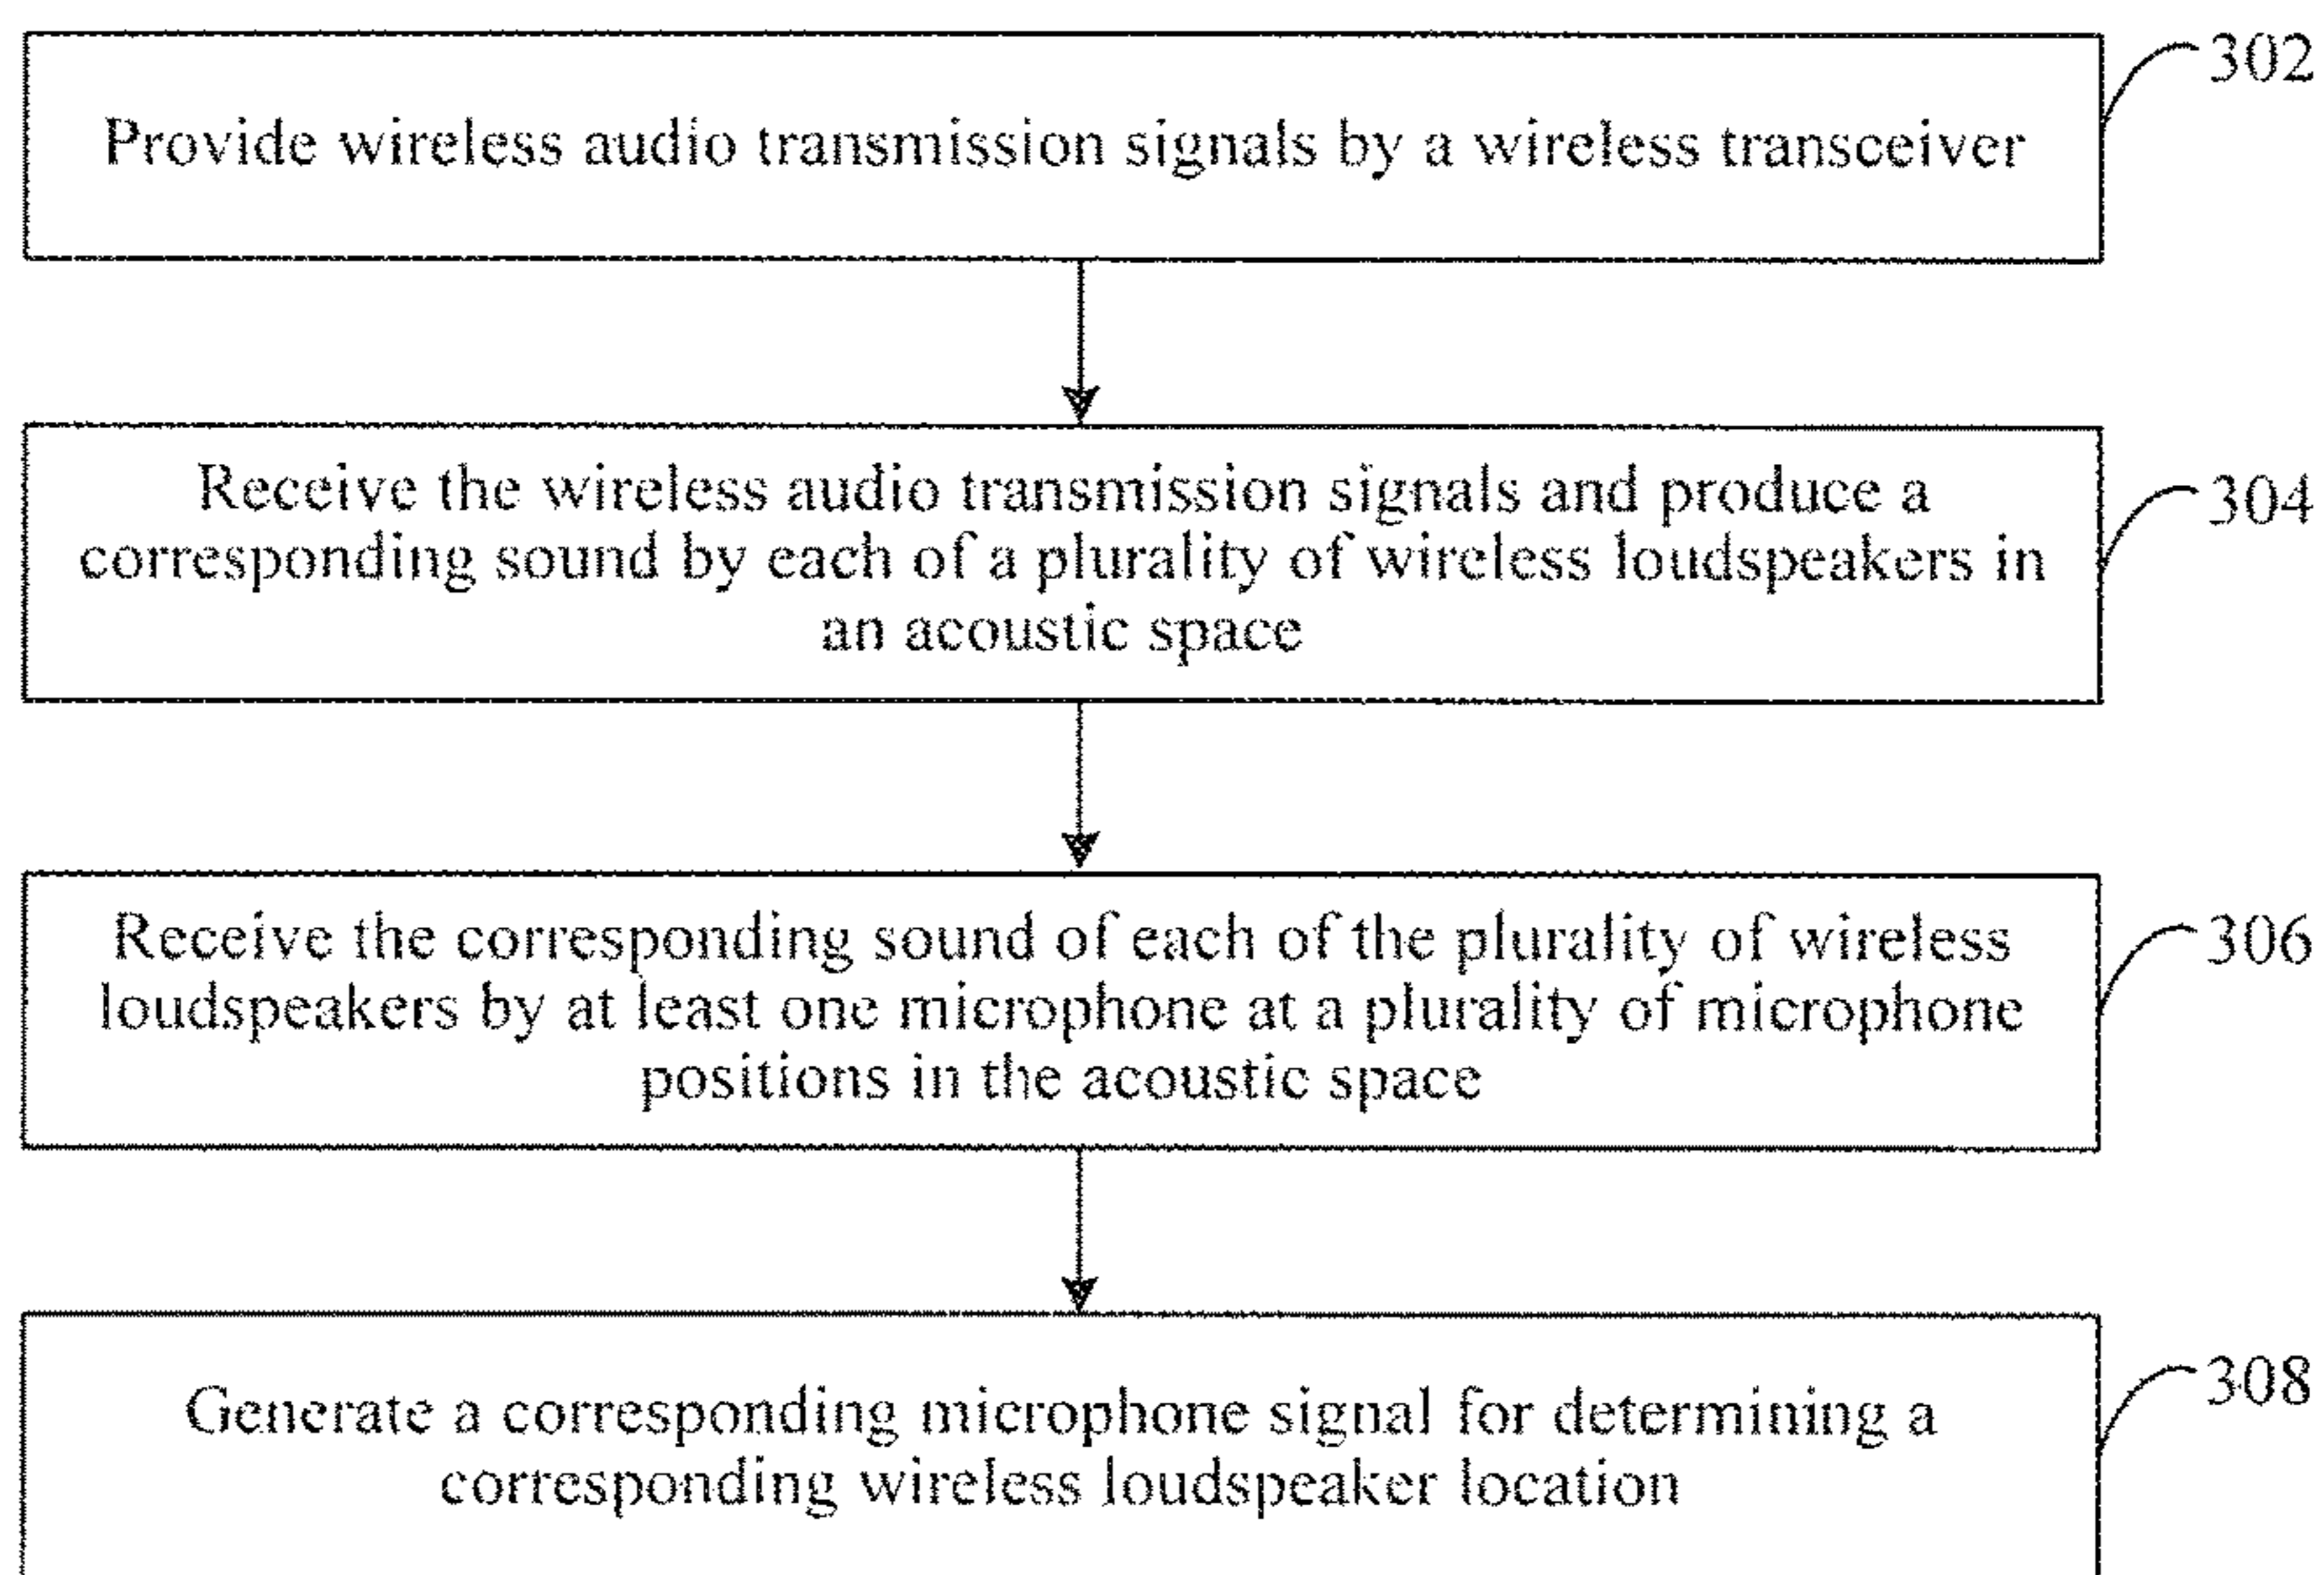 302
Provide wireless audio transmission signals by a wireless transceiver
Receive the wireless audio transmission signals and produce a
304
corresponding sound by each of a plurality of wireless loudspeakers in
an acoustic space
Receive the corresponding sound of each of the plurality of wireless
306
loudspeakers by at least one microphone at a plurality of microphone
positions in the acoustic space
308
Generate a corresponding microphone signal for determining a
corresponding wireless loudspeaker location